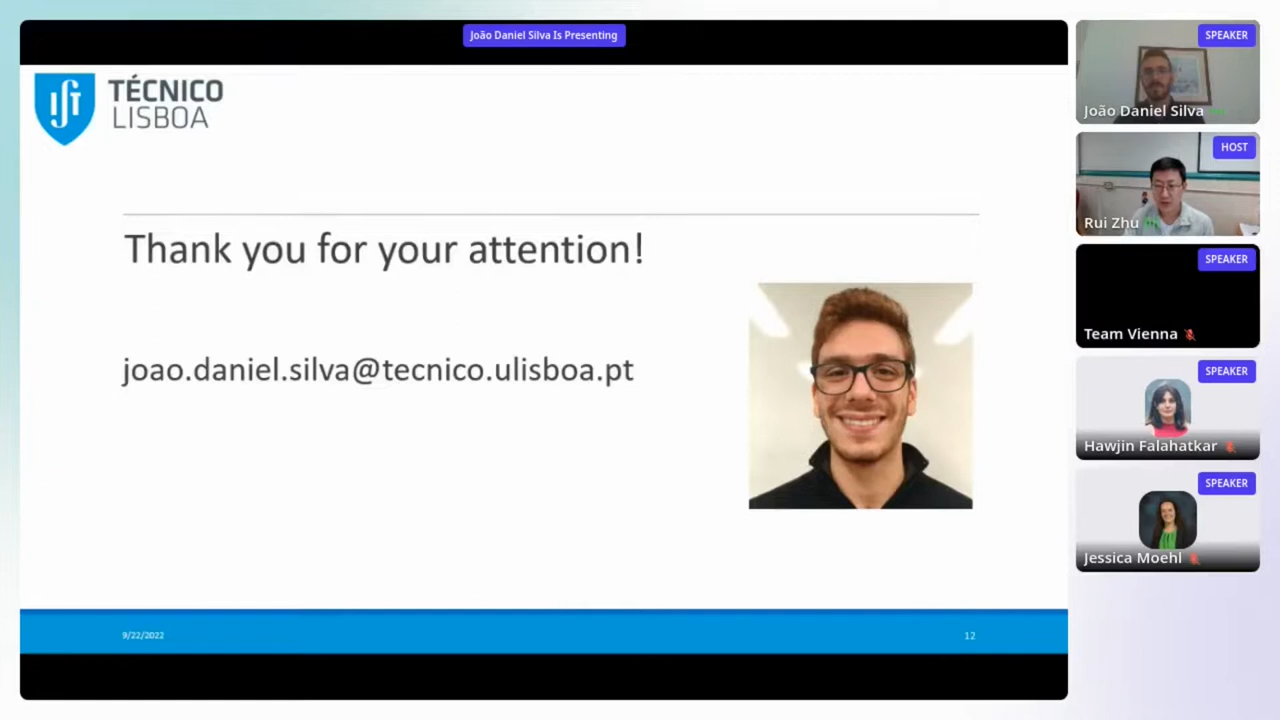 João Daniel Silva Is Presenting
TÉCNICO
LISBOA
Thank you for your attention!
joao.daniel.silva@tecnico.ulisboa.pt
9/22/2022
12
SPEAKER
João Daniel Silva
HOST
Rui Zhu
SPEAKER
Team Vienna
SPEAKER
Hawjin Falahatkar
SPEAKER
Jessica Moehl